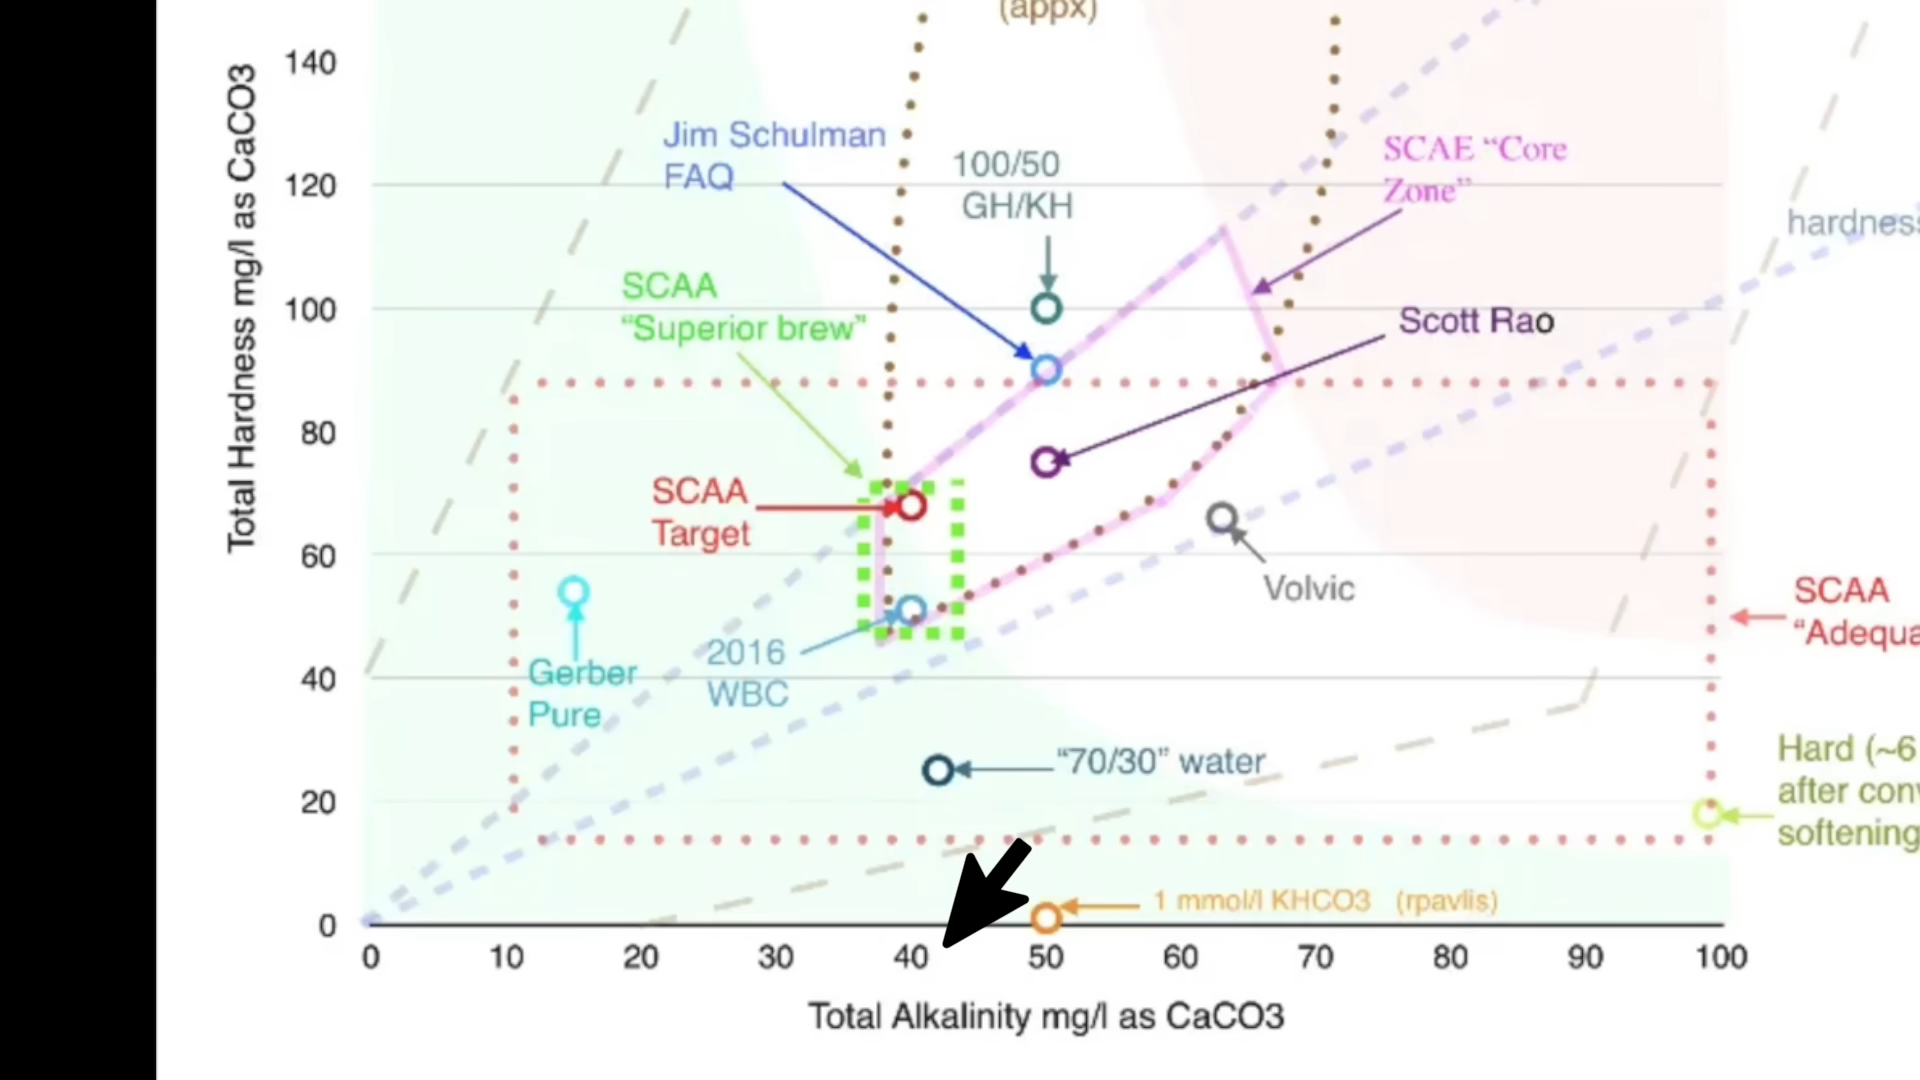 (appx)
140
Jim Schulman
FAQ
100/50
GH/KH
SCAE “Core
Zone”
120
hardness
SCAA
“Superior brew”
100
Scott Rao
80
SCAA
Target
60
Volvic
SCAA
“Adequa
Gerber
Pure
2016
WBC
40
“70/30” water
Hard (~6
after conv
softening
20
1 mmol/l KHCO3 (rpavlis)
0
0 10 20 30 40 50 60 70 80 90 100
Total Alkalinity mg/l as CaCO3
Total Hardness mg/l as CaCO3